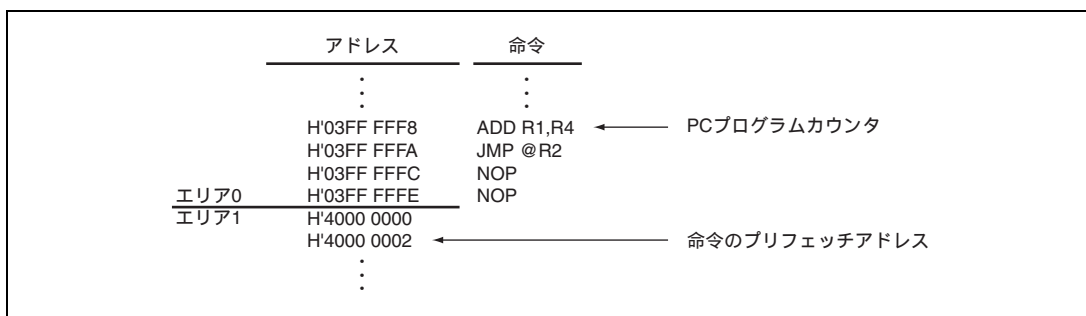 アドレス 命令
H'03FF FFF8 ADD R1,R4 PCプログラムカウンタ
H'03FF FFFA JMP @R2
H'03FF FFFC NOP
エリア0 H'03FF FFFE NOP
エリア1 H'4000 0000
H'4000 0002 命令のプリフェッチアドレス